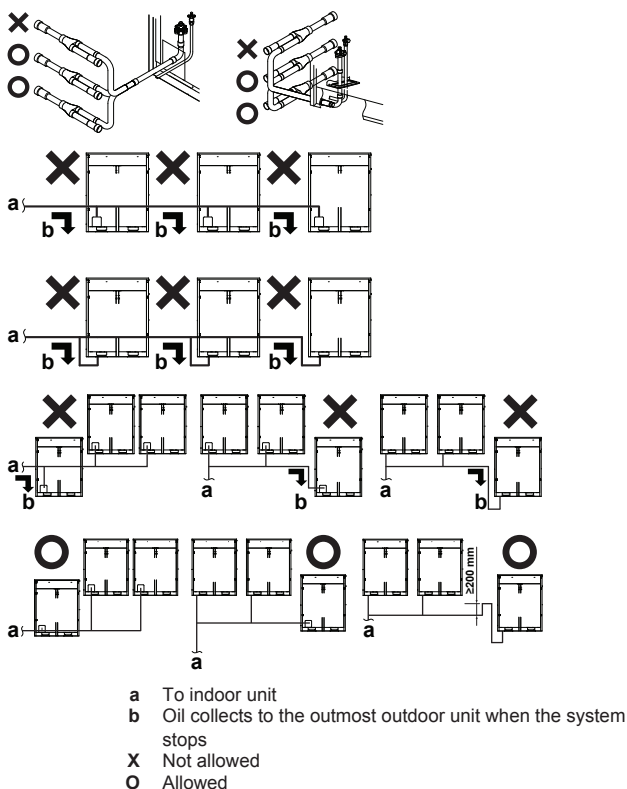 X
X
O
O
O
O
X X X
a
b b b
X X X
a
b b b
X X X
a a a
b b b
O O O
≥200 mm
a a a
a To indoor unit
b Oil collects to the outmost outdoor unit when the system
stops
X Not allowed
O Allowed